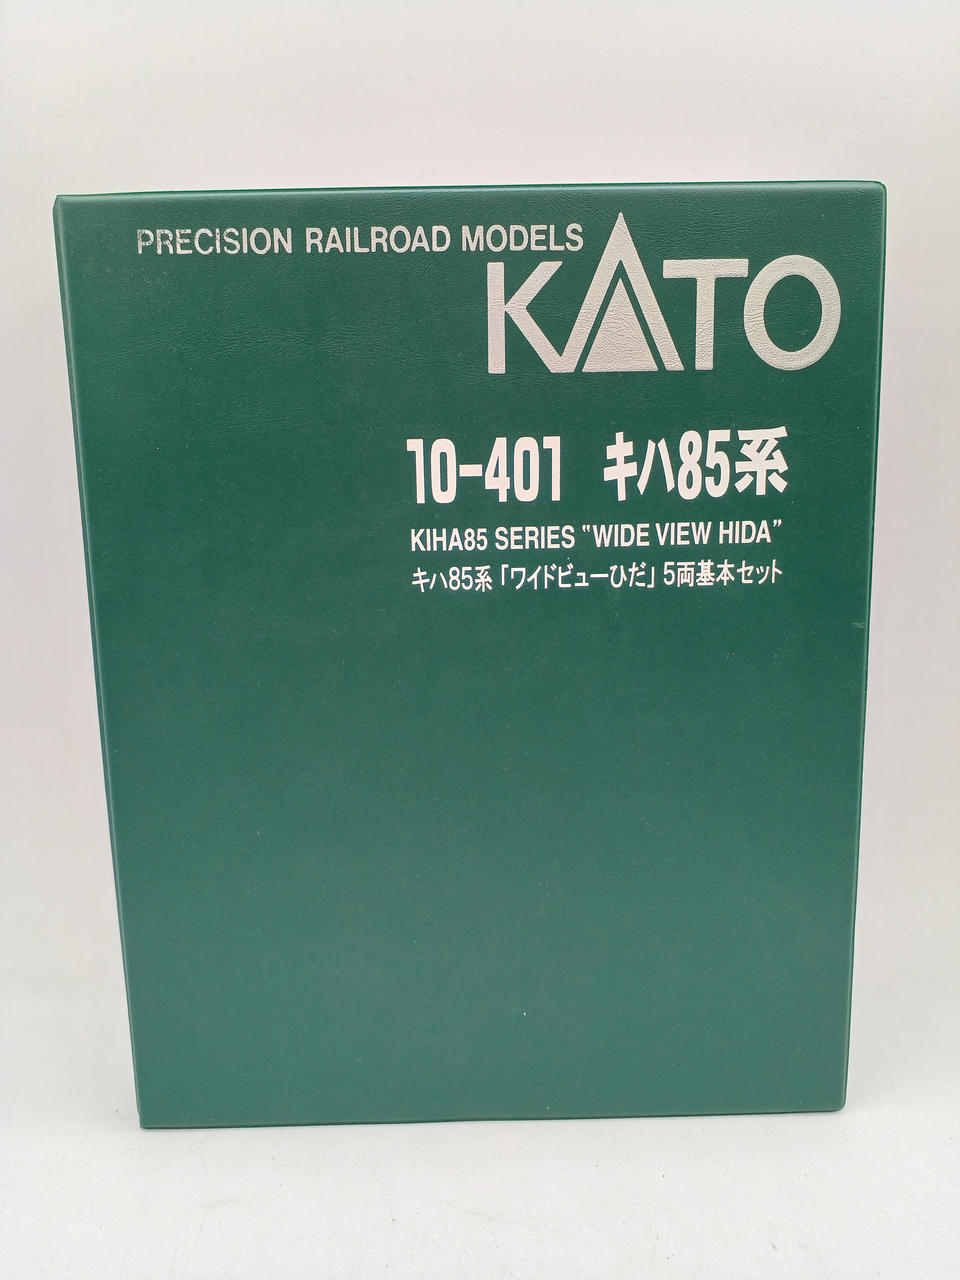 PRECISION RAILROAD MODELS
KATO
10-401 キハ85系
KIHA85 SERIES "WIDE VIEW HIDA"
キハ85系「ワイドビューひだ」5両基本セット